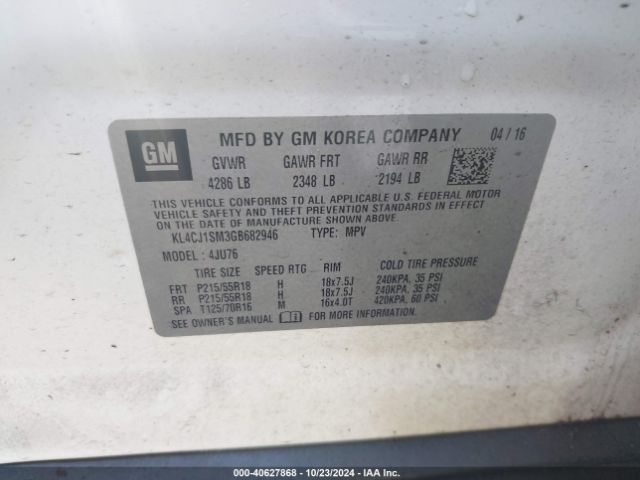 GM
MFD BY GM KOREA COMPANY 04 / 16
GVWR GAWR FRT GAWR RR
4286 LB 2348 LB 2194 LB
THIS VEHICLE CONFORMS TO ALL APPLICABLE U.S. FEDERAL MOTOR
VEHICLE SAFETY AND THEFT PREVENTION STANDARDS IN EFFECT
ON THE DATE OF MANUFACTURE SHOWN ABOVE.
KL4CJ1SM3GB682946 TYPE: MPV
MODEL : 4JU76
TIRE SIZE SPEED RTG RIM COLD TIRE PRESSURE
FRT P215/55R18 H 18x7.5J 240KPA, 35 PSI
RR P215/55R18 H 18x7.5J 240KPA, 35 PSI
SPA T125/70R16 M 16x4.0T 420KPA, 60 PSI
SEE OWNER'S MANUAL FOR MORE INFORMATION.
000-40627868 - 10/23/2024 - IAA Inc.